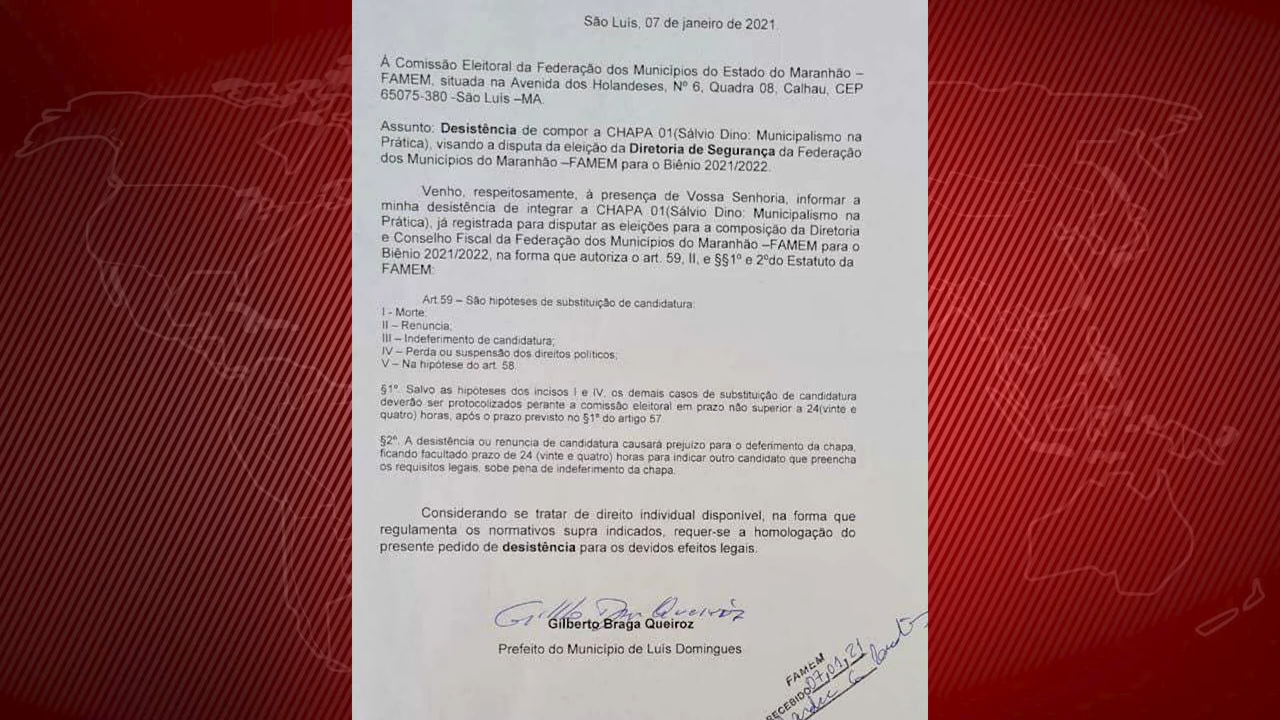 São Luís, 07 de janeiro de 2021.
À Comissão Eleitoral da Federação dos Municípios do Estado do Maranhão –
FAMEM, situada na Avenida dos Holandeses, Nº 6, Quadra 08, Calhau, CEP
65075-380 -São Luís –MA.
Assunto: Desistência de compor a CHAPA 01(Sálvio Dino: Municipalismo na
Prática), visando a disputa da eleição da Diretoria de Segurança da Federação
dos Municípios do Maranhão –FAMEM para o Biênio 2021/2022.
Venho, respeitosamente, à presença de Vossa Senhoria, informar a
minha desistência de integrar a CHAPA 01(Sálvio Dino: Municipalismo na
Prática), já registrada para disputar as eleições para a composição da Diretoria
e Conselho Fiscal da Federação dos Municípios do Maranhão –FAMEM para o
Biênio 2021/2022, na forma que autoriza o art. 59, II, e §§1º e 2ºdo Estatuto da
FAMEM:
Art.59 – São hipóteses de substituição de candidatura:
I - Morte;
II – Renuncia;
III – Indeferimento de candidatura;
IV – Perda ou suspensão dos direitos políticos;
V – Na hipótese do art. 58.
§1º. Salvo as hipóteses dos incisos I e IV, os demais casos de substituição de candidatura
deverão ser protocolizados perante a comissão eleitoral em prazo não superior a 24(vinte e
quatro) horas, após o prazo previsto no §1º do artigo 57
§2º. A desistência ou renuncia de candidatura causará prejuízo para o deferimento da chapa,
ficando facultado prazo de 24 (vinte e quatro) horas para indicar outro candidato que preencha
os requisitos legais, sobe pena de indeferimento da chapa.
Considerando se tratar de direito individual disponível, na forma que
regulamenta os normativos supra indicados, requer-se a homologação do
presente pedido de desistência para os devidos efeitos legais.
Queiróz
Gilberto Braga Queiroz
Prefeito do Município de Luís Domingues
FAMEM
RECEBIDO 07,01,21